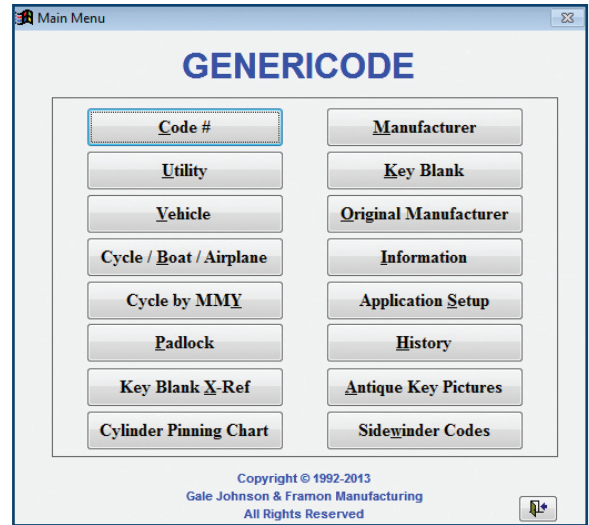 Main Menu
GENERICODE
Code #
Manufacturer
Utility
Key Blank
Vehicle
Original Manufacturer
Cycle / Boat / Airplane
Information
Cycle by MMY
Application Setup
Padlock
History
Key Blank X-Ref
Antique Key Pictures
Cylinder Pinning Chart
Sidewinder Codes
Copyright © 1992-2013
Gale Johnson & Framon Manufacturing
All Rights Reserved